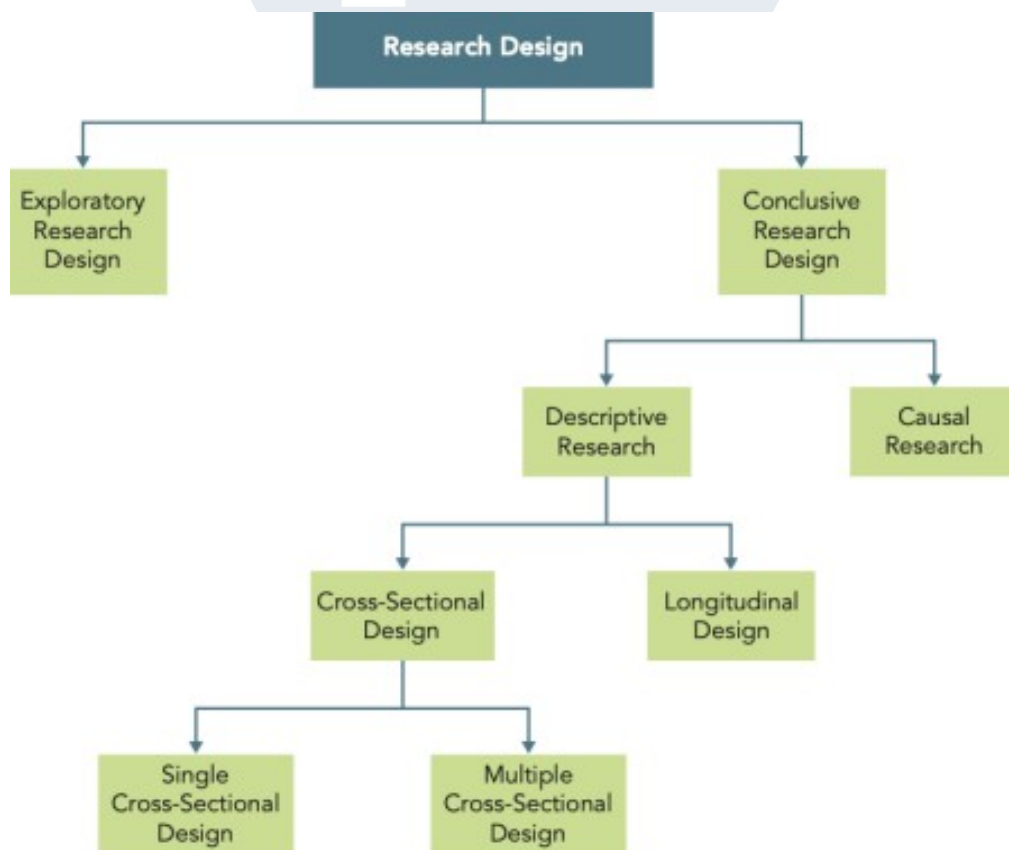 Research Design
Exploratory
Research
Design
Conclusive
Research
Design
Descriptive
Research
Causal
Research
Cross-Sectional
Design
Longitudinal
Design
Single
Cross-Sectional
Design
Multiple
Cross-Sectional
Design